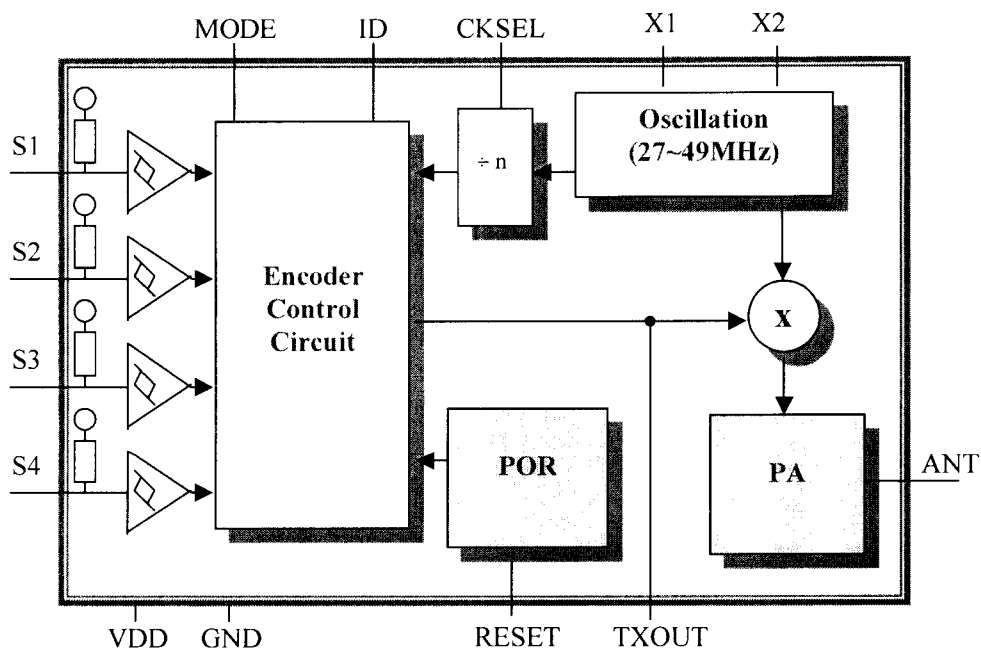 MODE ID CKSEL X1 X2
S1
S2
S3
S4
Encoder
Control
Circuit
÷ n
Oscillation
(27~49MHz)
X
POR
PA
ANT
VDD GND RESET TXOUT